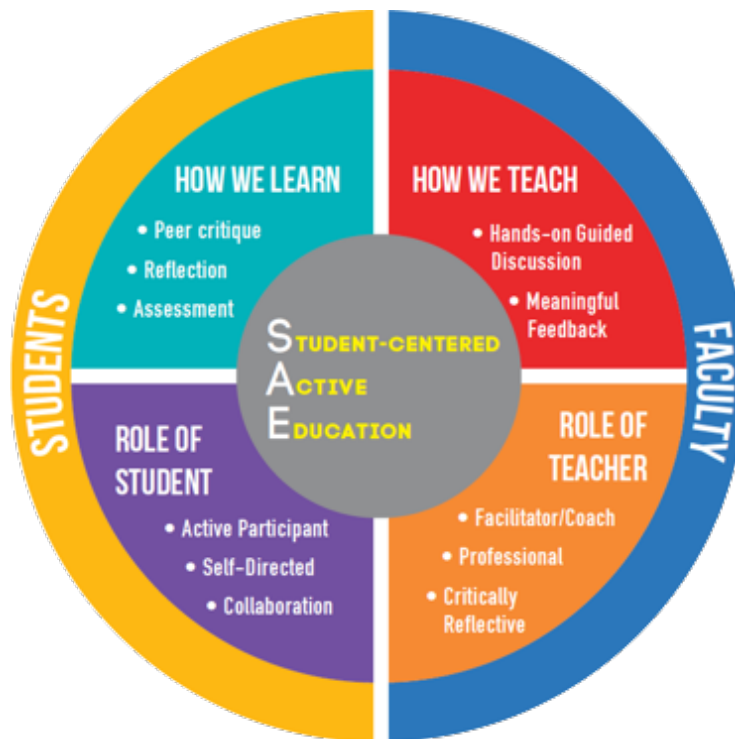 HOW WE LEARN
• Peer critique
• Reflection
• Assessment
HOW WE TEACH
• Hands-on Guided
Discussion
• Meaningful
Feedback
STUDENTS
STUDENT-CENTERED
ACTIVE
EDUCATION
FACULTY
ROLE OF
STUDENT
• Active Participant
• Self-Directed
• Collaboration
ROLE OF
TEACHER
• Facilitator/Coach
• Professional
• Critically
Reflective